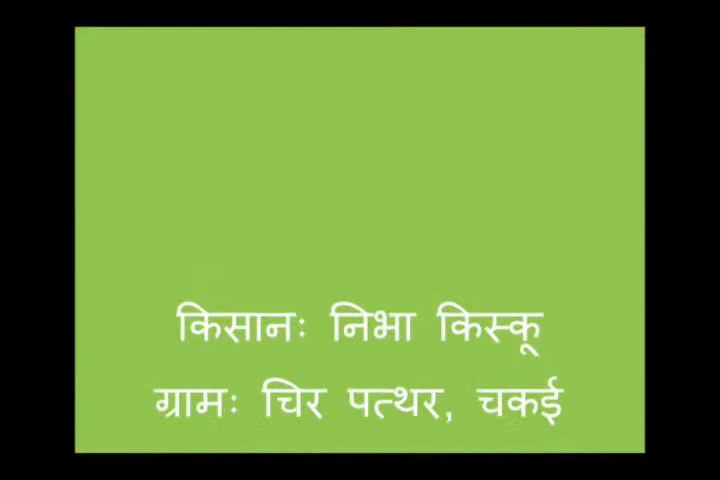 किसानः निभा किस्कू
ग्रामः चिर पत्थर, चकई